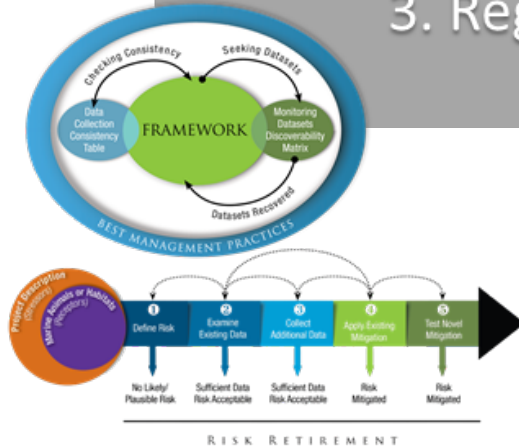 3. Reg
Checking Consistency
Seeking Datasets
Data
Collection
Consistency
Table
FRAMEWORK
Monitoring
Datasets
Discoverability
Matrix
Datasets Recovered
BEST MANAGEMENT PRACTICES
Project Description
(Stressors)
Marine Animals or Habitats
(Receptors)
1
Define Risk
2
Examine
Existing Data
3
Collect
Additional Data
4
Apply Existing
Mitigation
5
Test Novel
Mitigation
No Likely/
Plausible Risk
Sufficient Data
Risk Acceptable
Sufficient Data
Risk Acceptable
Risk
Mitigated
Risk
Mitigated
RISK RETIREMENT